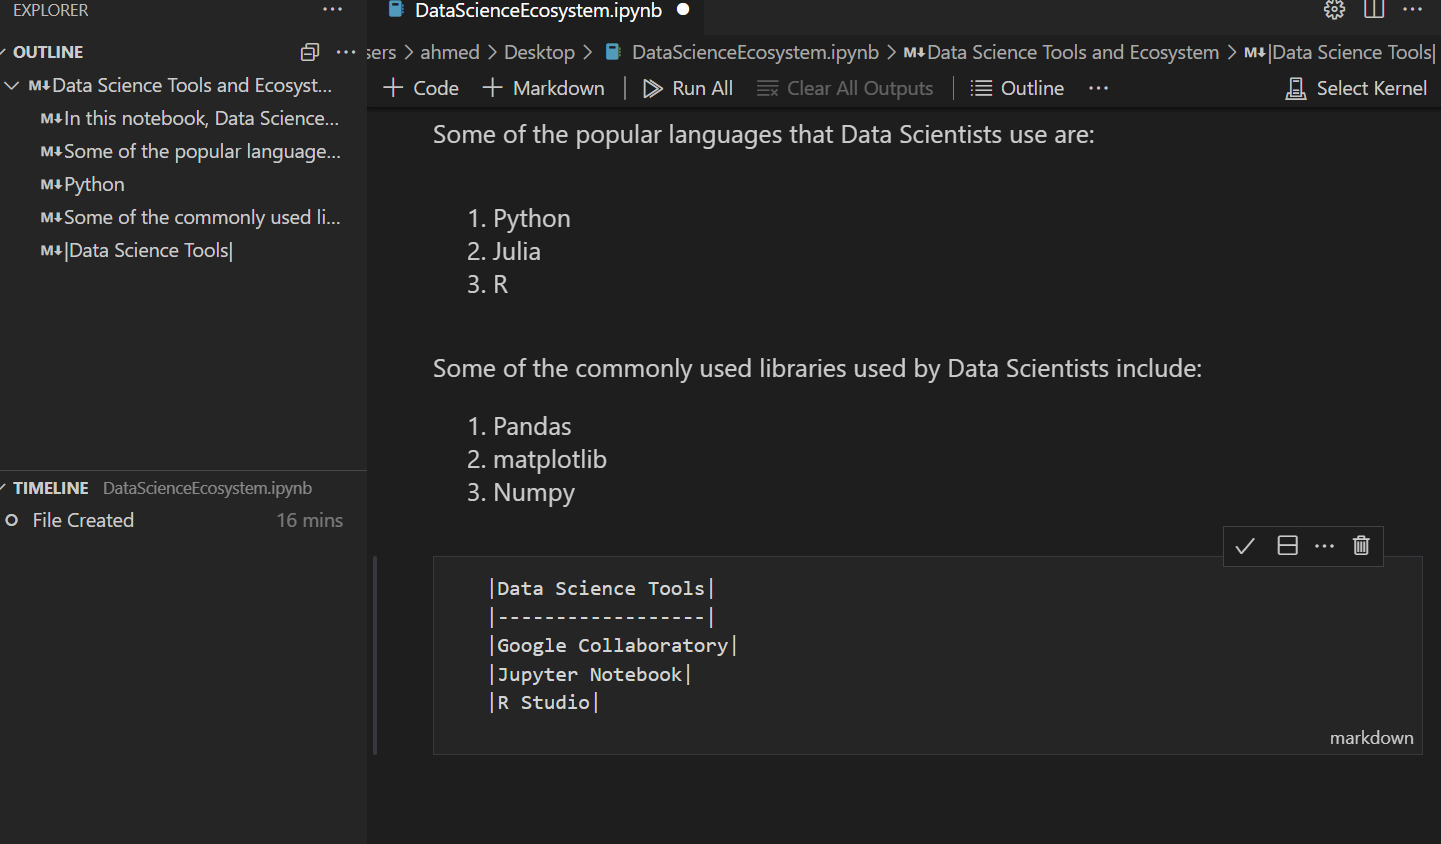 EXPLORER ···
OUTLINE ···
Data Science Tools and Ecosyst...
In this notebook, Data Science...
Some of the popular language...
Python
Some of the commonly used li...
|Data Science Tools|
TIMELINE DataScienceEcosystem.ipynb
File Created 16 mins
DataScienceEcosystem.ipynb
sers > ahmed > Desktop > DataScienceEcosystem.ipynb > M↓Data Science Tools and Ecosystem > M↓|Data Science Tools|
+ Code + Markdown | Run All Clear All Outputs | Outline ··· Select Kernel
Some of the popular languages that Data Scientists use are:
1. Python
2. Julia
3. R
Some of the commonly used libraries used by Data Scientists include:
1. Pandas
2. matplotlib
3. Numpy
|Data Science Tools|
|------------------|
|Google Collaboratory|
|Jupyter Notebook|
|R Studio|
markdown